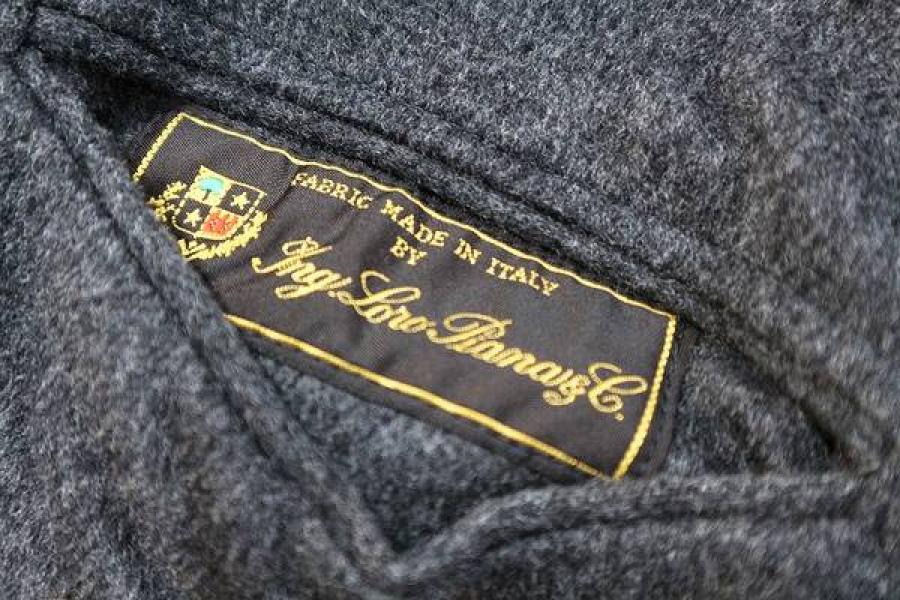 FABRIC MADE IN ITALY
BY
Ing. Loro Piana & C.